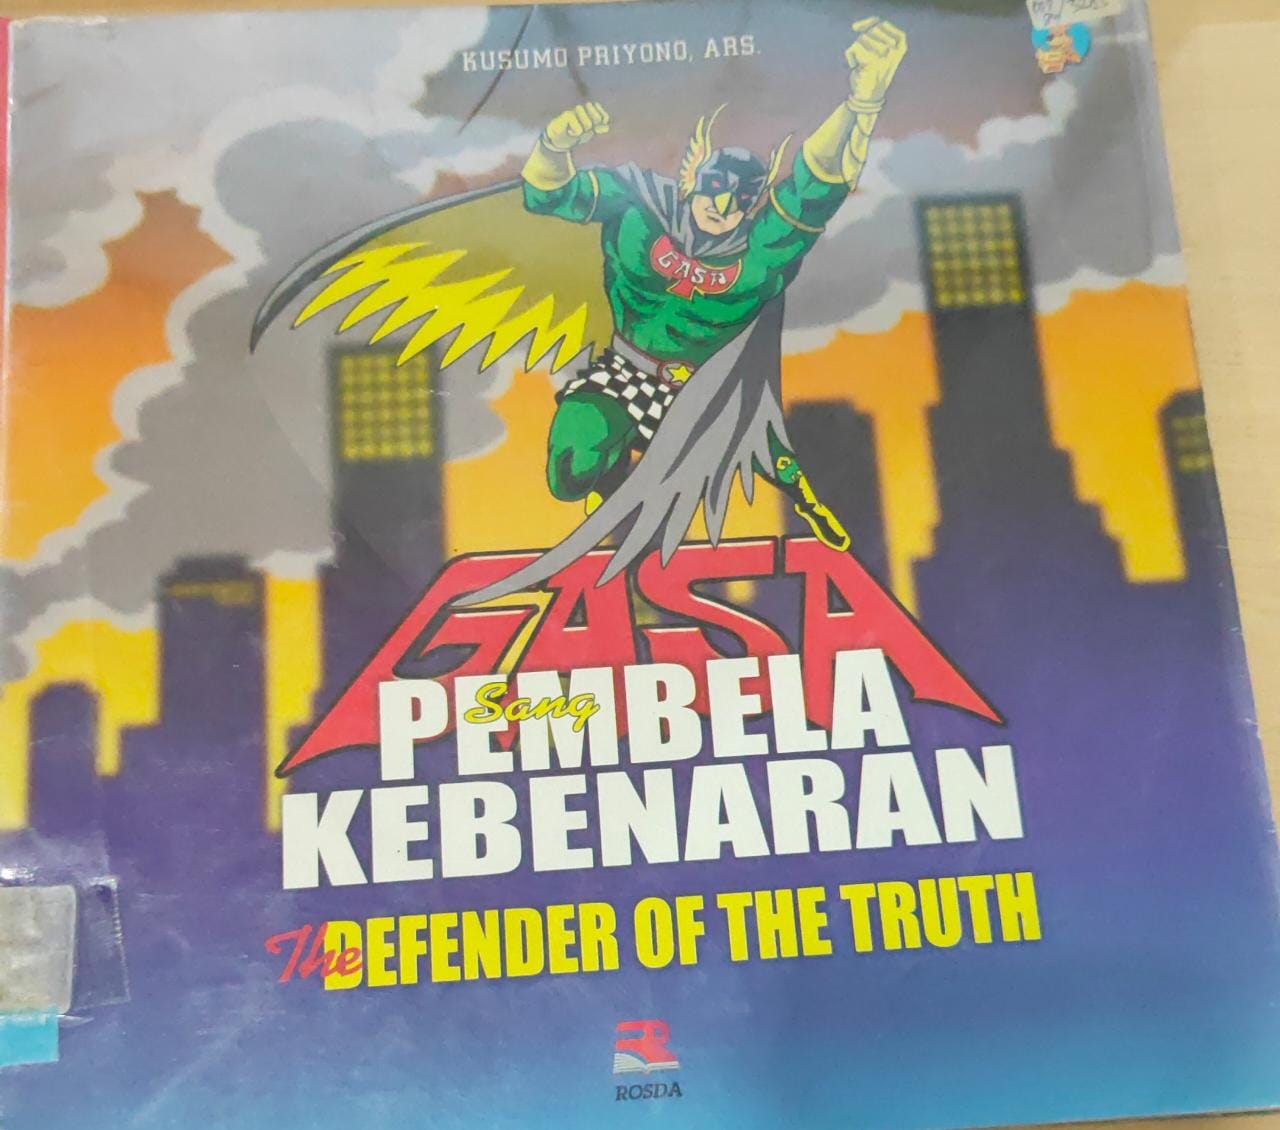 KUSUMO PRIYONO, ARS.
GASA
GASA
Sang
PEMBELA
KEBENARAN
The DEFENDER OF THE TRUTH
ROSDA